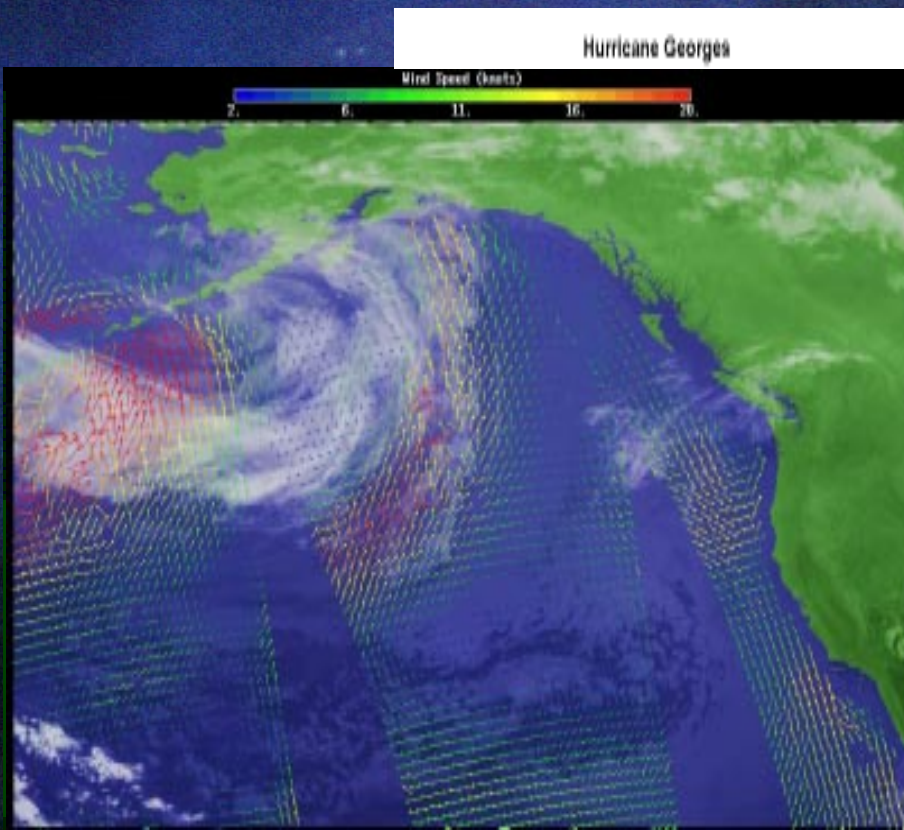 Hurricane Georges
Wind Speed (knots)
2. 6. 11. 16. 20.